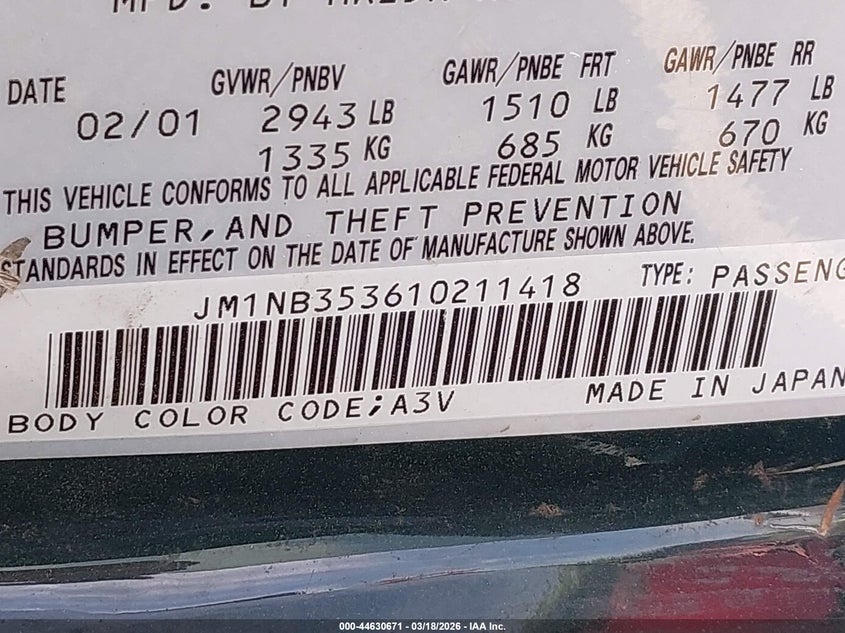 MFD. BY
DATE GVWR/PNBV GAWR/PNBE FRT GAWR/PNBE RR
02/01 2943 LB 1510 LB 1477 LB
1335 KG 685 KG 670 KG
THIS VEHICLE CONFORMS TO ALL APPLICABLE FEDERAL MOTOR VEHICLE SAFETY
BUMPER,AND THEFT PREVENTION
STANDARDS IN EFFECT ON THE DATE OF MANUFACTURE SHOWN ABOVE.
JM1NB353610211418 TYPE: PASSENG
BODY COLOR CODE;A3V MADE IN JAPAN
000-44630671 - 03/18/2026 - IAA Inc.